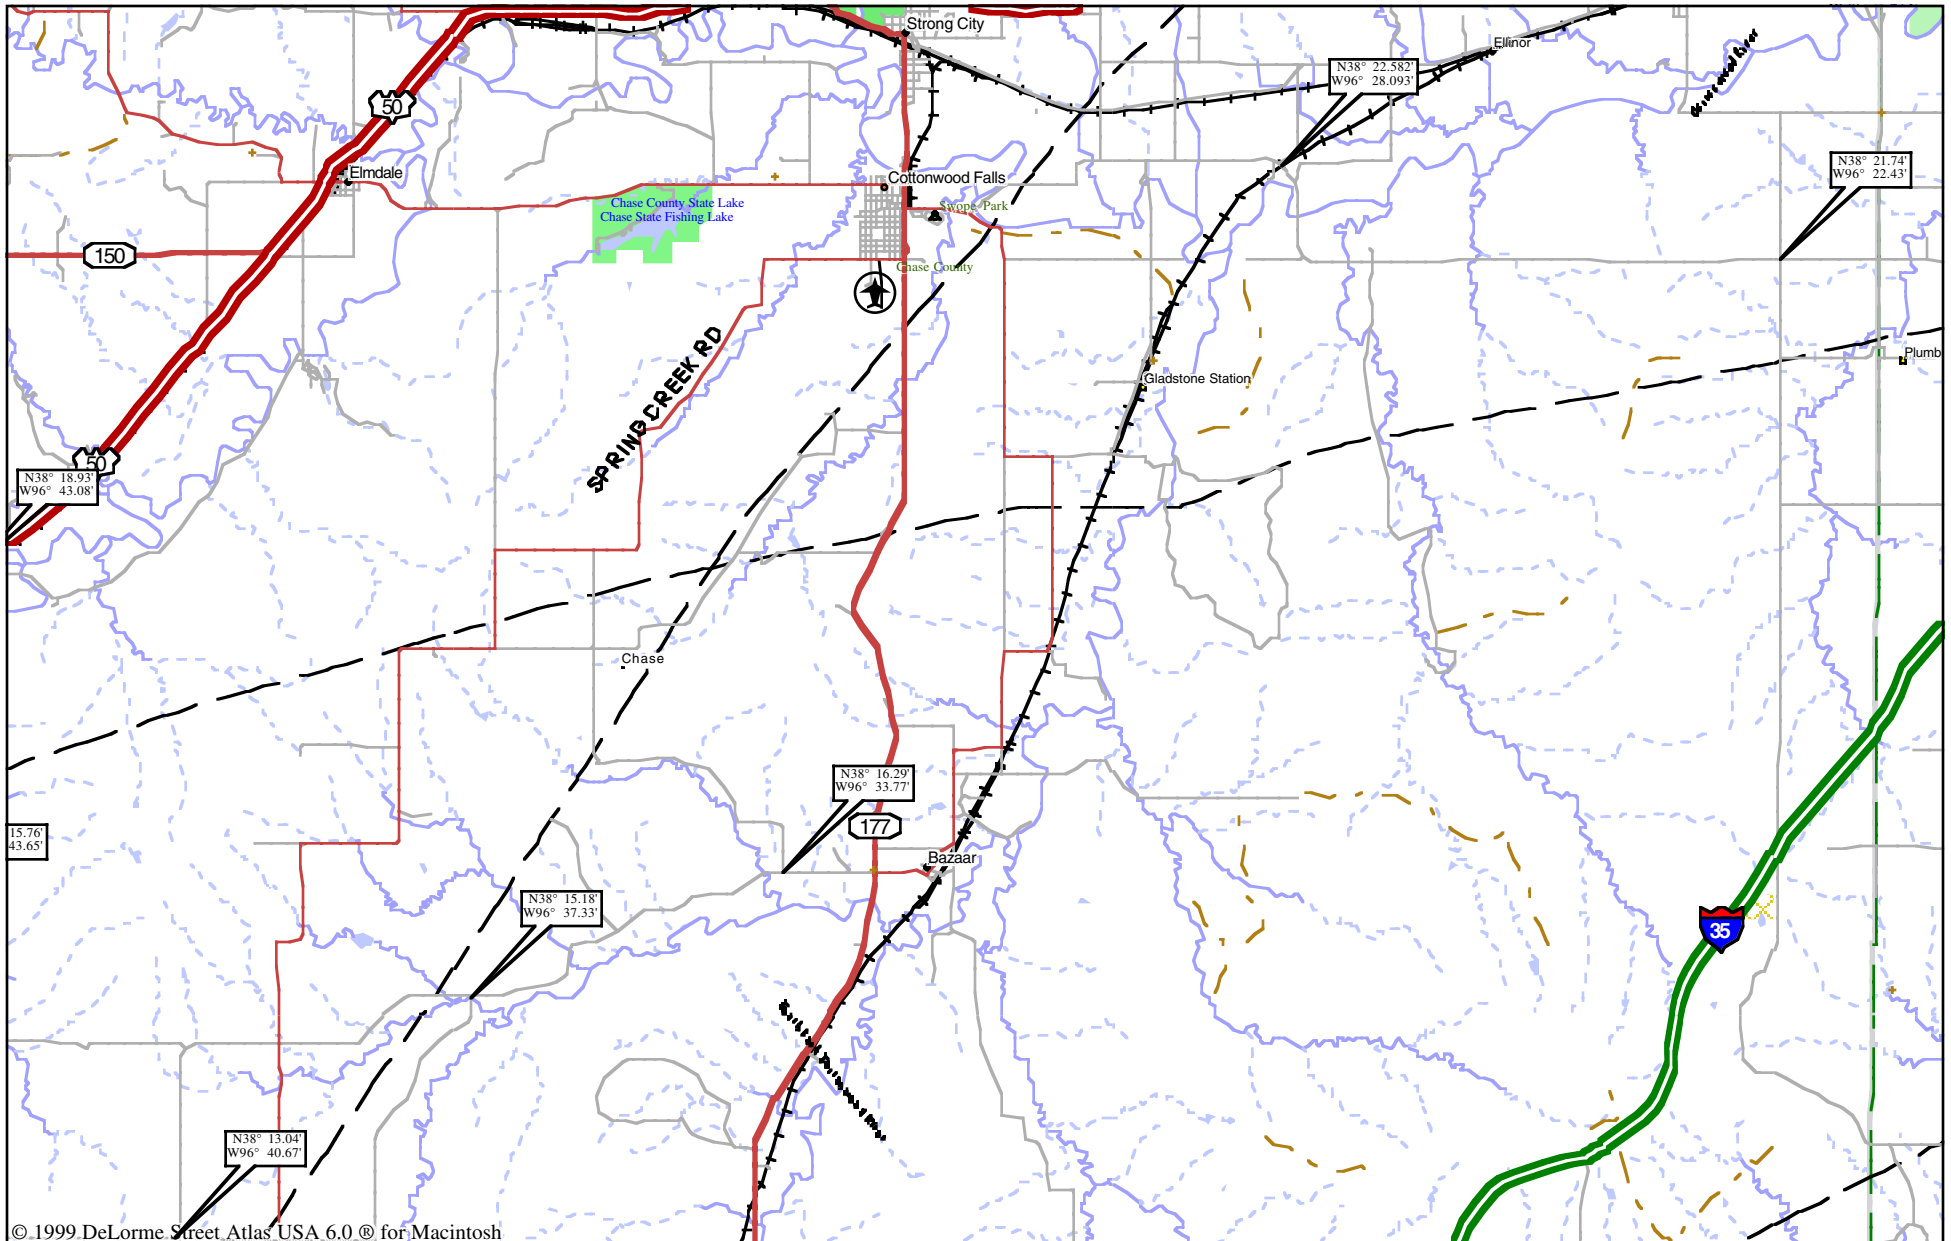 Strong City
Ellinor
N38° 22.582'
W96° 28.093'
50
N38° 21.74'
W96° 22.43'
Elmdale
Cottonwood Falls
Chase County State Lake
Chase State Fishing Lake
Swope Park
150
Chase County
SPRING CREEK RD
Plumb
Gladstone Station
50
N38° 18.93'
W96° 43.08'
Chase
N38° 16.29'
W96° 33.77'
177
15.76'
43.65'
Bazaar
N38° 15.18'
W96° 37.33'
35
N38° 13.04'
W96° 40.67'
© 1999 DeLorme Street Atlas USA 6.0 ® for Macintosh